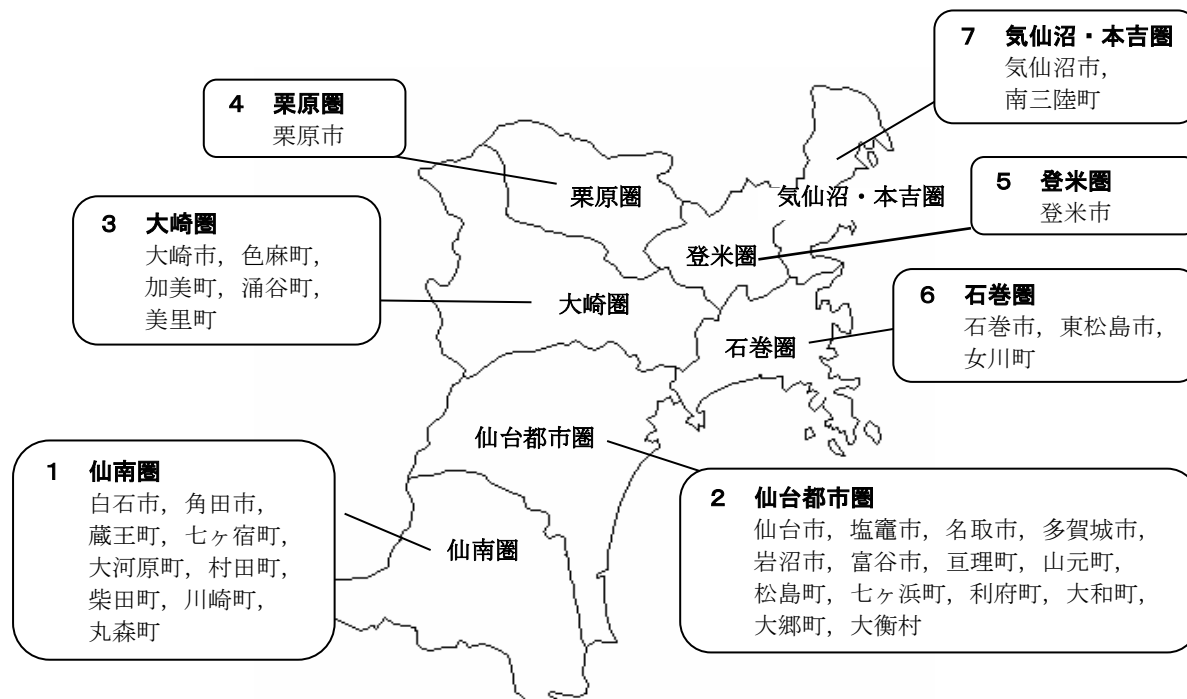 7 気仙沼・本吉圏
気仙沼市，
南三陸町
4 栗原圏
栗原市
5 登米圏
登米市
3 大崎圏
大崎市，色麻町，
加美町，涌谷町，
美里町
6 石巻圏
石巻市，東松島市，
女川町
1 仙南圏
白石市，角田市，
蔵王町，七ヶ宿町，
大河原町，村田町，
柴田町，川崎町，
丸森町
2 仙台都市圏
仙台市，塩竈市，名取市，多賀城市，
岩沼市，富谷市，亘理町，山元町，
松島町，七ヶ浜町，利府町，大和町，
大郷町，大衡村
栗原圏
気仙沼・本吉圏
登米圏
大崎圏
石巻圏
仙台都市圏
仙南圏